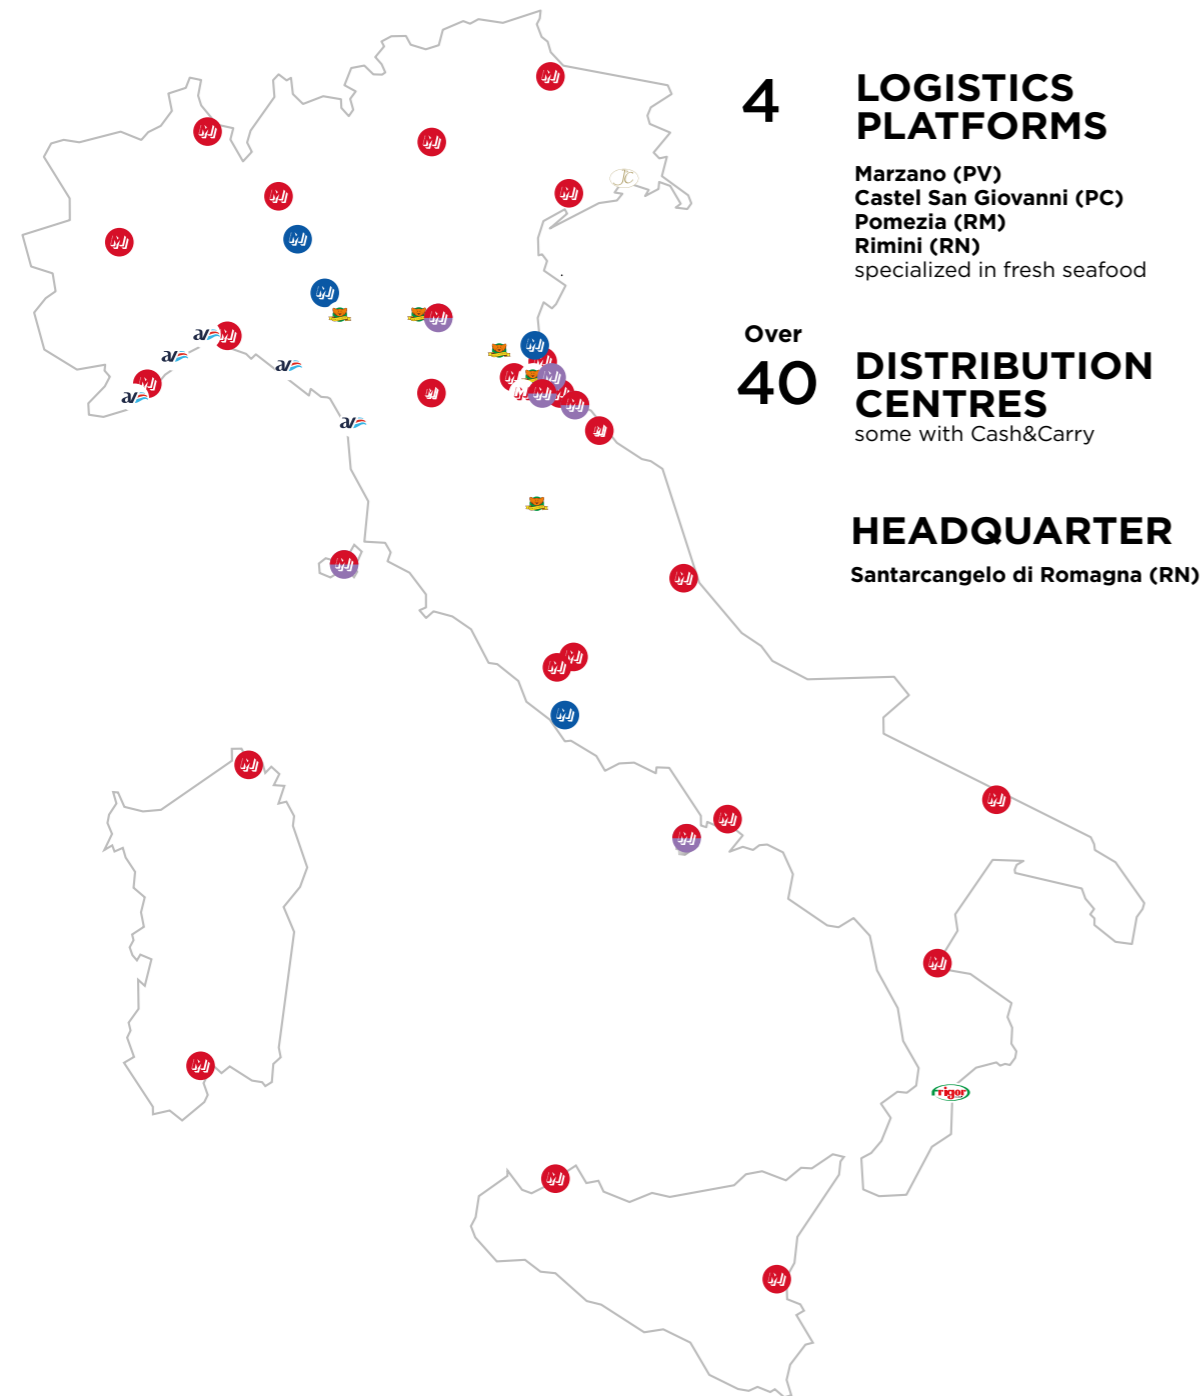 4
LOGISTICS
PLATFORMS
Marzano (PV)
Castel San Giovanni (PC)
Pomezia (RM)
Rimini (RN)
specialized in fresh seafood
Over
40
DISTRIBUTION
CENTRES
some with Cash&Carry
HEADQUARTER
Santarcangelo di Romagna (RN)
frigor